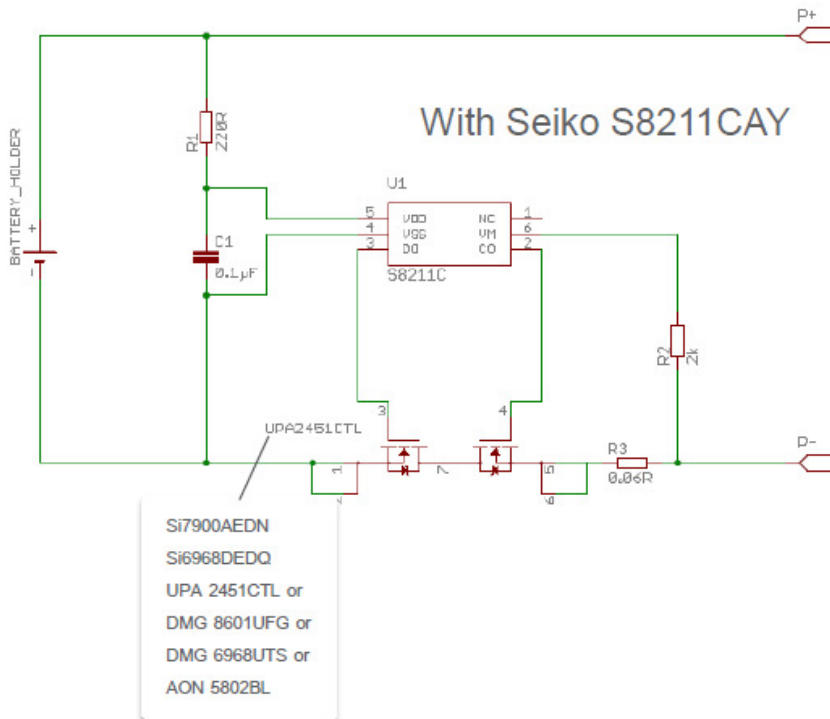 P+
With Seiko S8211CAY
R1
220R
BATTERY_HOLDER
+
-
C1
0.1µF
U1
5 VDD NC 1
4 VSS VM 6
3 DO CO 2
S8211C
R2
2k
3
4
UPA2451CTL
1
7
5
6
R3
0.06R
P-
Si7900AEDN
Si6968DEDQ
UPA 2451CTL or
DMG 8601UFG or
DMG 6968UTS or
AON 5802BL